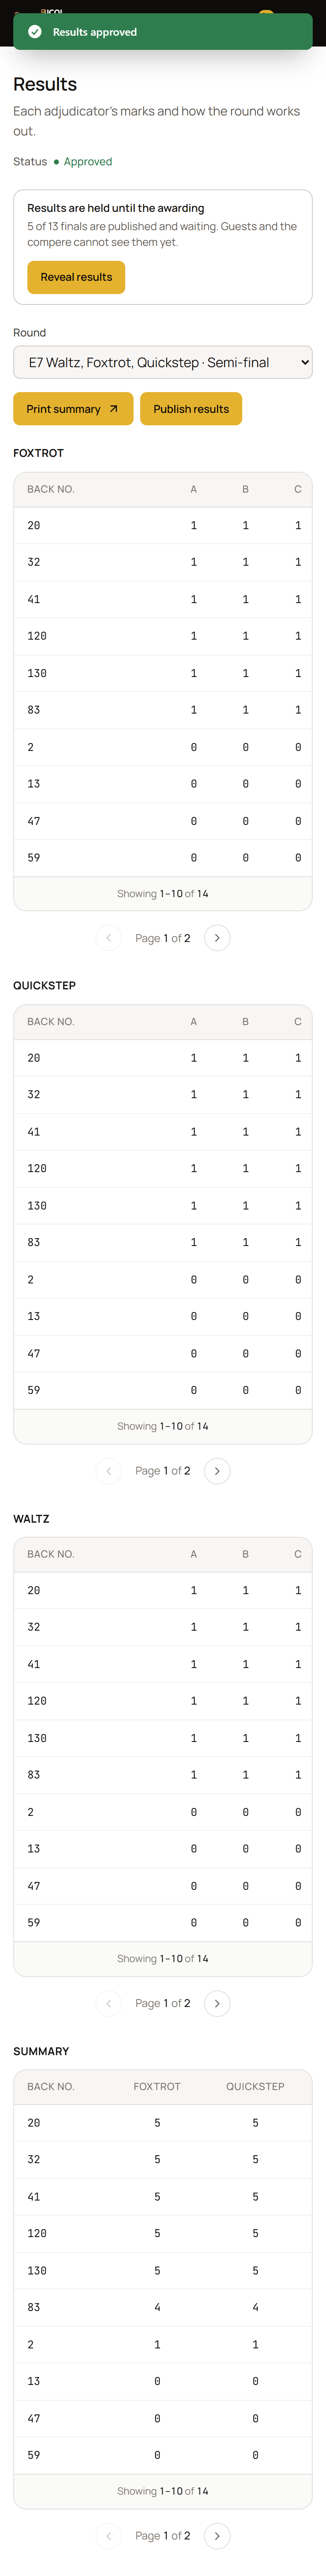 Results approved
Results
Each adjudicator's marks and how the round works
out.
Status • Approved
Results are held until the awarding
5 of 13 finals are published and waiting. Guests and the
compere cannot see them yet.
Reveal results
Round
E7 Waltz, Foxtrot, Quickstep · Semi-final
Print summary Publish results
FOXTROT
BACK NO. A B C
20 1 1 1
32 1 1 1
41 1 1 1
120 1 1 1
130 1 1 1
83 1 1 1
2 0 0 0
13 0 0 0
47 0 0 0
59 0 0 0
Showing 1–10 of 14
Page 1 of 2
QUICKSTEP
BACK NO. A B C
20 1 1 1
32 1 1 1
41 1 1 1
120 1 1 1
130 1 1 1
83 1 1 1
2 0 0 0
13 0 0 0
47 0 0 0
59 0 0 0
Showing 1–10 of 14
Page 1 of 2
WALTZ
BACK NO. A B C
20 1 1 1
32 1 1 1
41 1 1 1
120 1 1 1
130 1 1 1
83 1 1 1
2 0 0 0
13 0 0 0
47 0 0 0
59 0 0 0
Showing 1–10 of 14
Page 1 of 2
SUMMARY
BACK NO. FOXTROT QUICKSTEP
20 5 5
32 5 5
41 5 5
120 5 5
130 5 5
83 4 4
2 1 1
13 0 0
47 0 0
59 0 0
Showing 1–10 of 14
Page 1 of 2